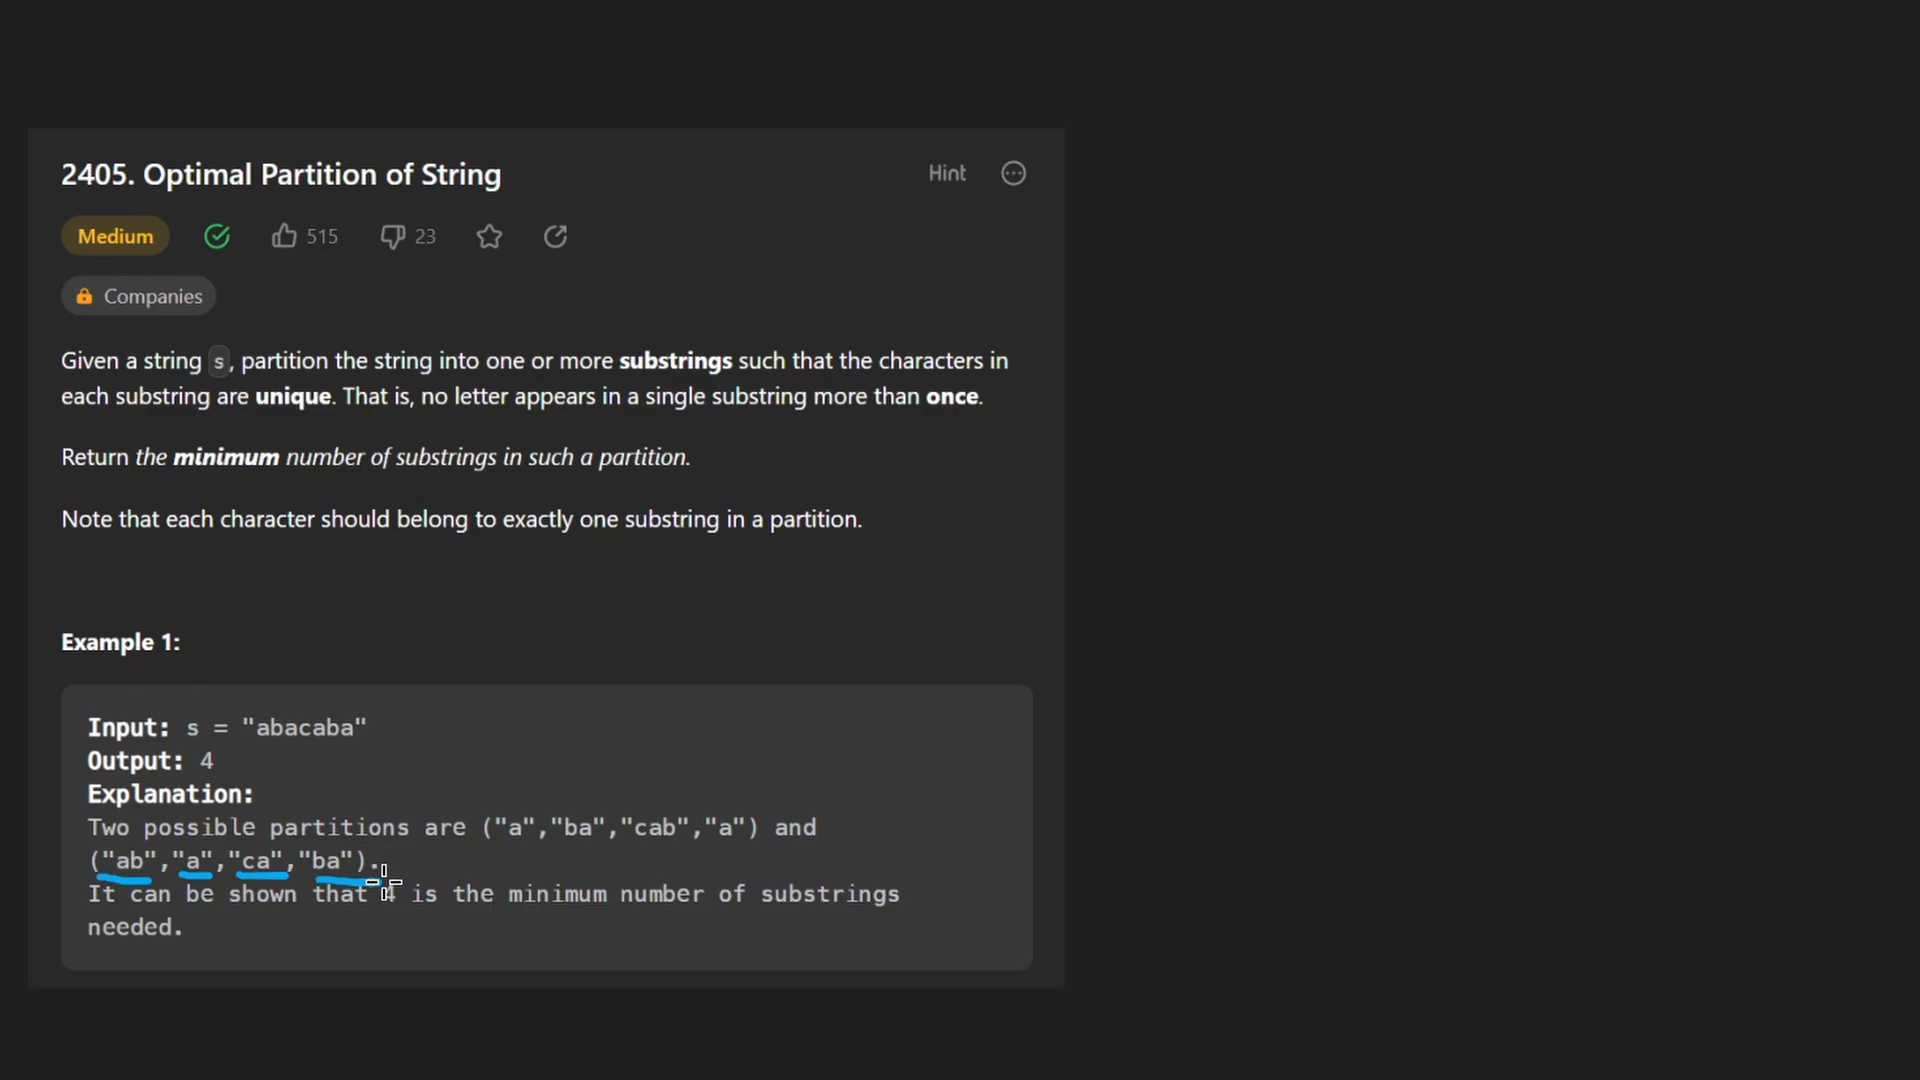 2405. Optimal Partition of String
Hint
Medium
515
23
Companies
Given a string s, partition the string into one or more substrings such that the characters in
each substring are unique. That is, no letter appears in a single substring more than once.
Return the minimum number of substrings in such a partition.
Note that each character should belong to exactly one substring in a partition.
Example 1:
Input: s = "abacaba"
Output: 4
Explanation:
Two possible partitions are ("a","ba","cab","a") and
("ab","a","ca","ba").
It can be shown that 4 is the minimum number of substrings
needed.